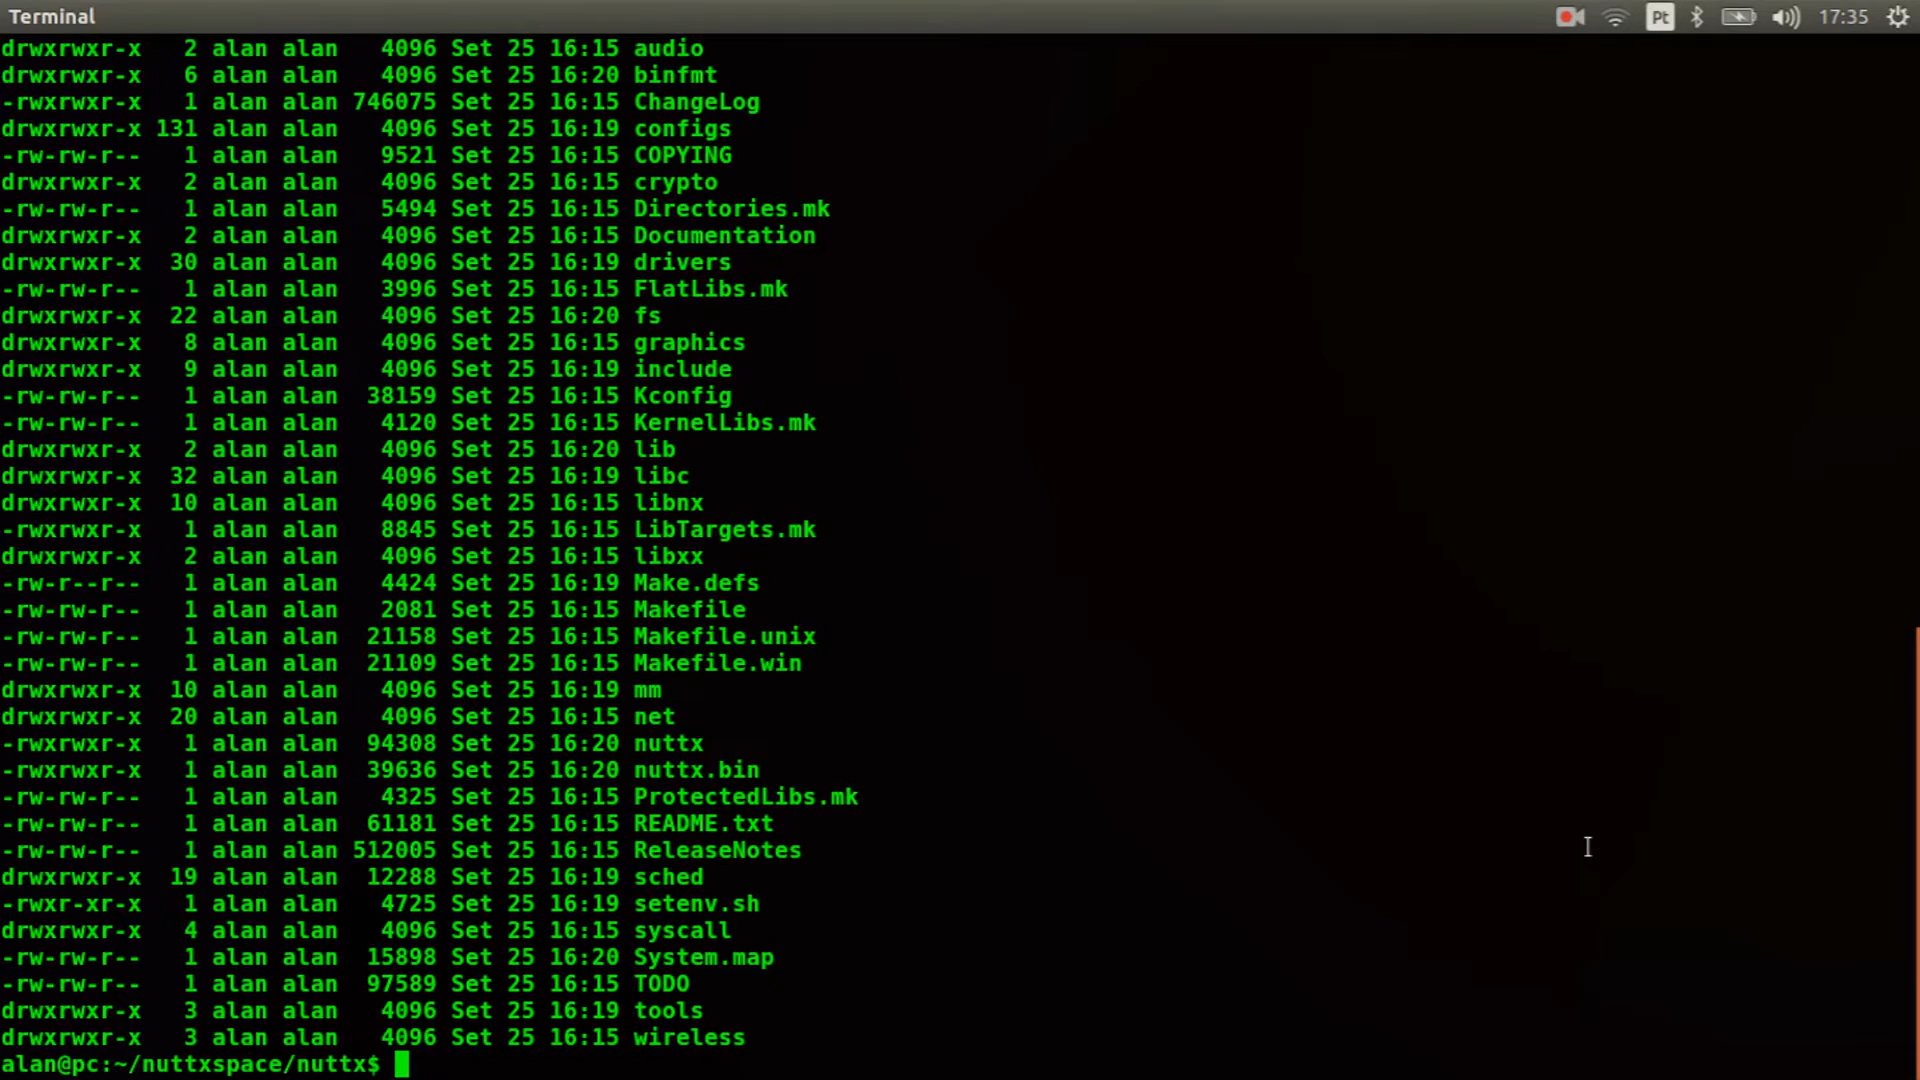 Terminal Pt 17:35
drwxrwxr-x 2 alan alan 4096 Set 25 16:15 audio
drwxrwxr-x 6 alan alan 4096 Set 25 16:20 binfmt
-rwxrwxr-x 1 alan alan 746075 Set 25 16:15 ChangeLog
drwxrwxr-x 131 alan alan 4096 Set 25 16:19 configs
-rw-rw-r-- 1 alan alan 9521 Set 25 16:15 COPYING
drwxrwxr-x 2 alan alan 4096 Set 25 16:15 crypto
-rw-rw-r-- 1 alan alan 5494 Set 25 16:15 Directories.mk
drwxrwxr-x 2 alan alan 4096 Set 25 16:15 Documentation
drwxrwxr-x 30 alan alan 4096 Set 25 16:19 drivers
-rw-rw-r-- 1 alan alan 3996 Set 25 16:15 FlatLibs.mk
drwxrwxr-x 22 alan alan 4096 Set 25 16:20 fs
drwxrwxr-x 8 alan alan 4096 Set 25 16:15 graphics
drwxrwxr-x 9 alan alan 4096 Set 25 16:19 include
-rw-rw-r-- 1 alan alan 38159 Set 25 16:15 Kconfig
-rw-rw-r-- 1 alan alan 4120 Set 25 16:15 KernelLibs.mk
drwxrwxr-x 2 alan alan 4096 Set 25 16:20 lib
drwxrwxr-x 32 alan alan 4096 Set 25 16:19 libc
drwxrwxr-x 10 alan alan 4096 Set 25 16:15 libnx
-rwxrwxr-x 1 alan alan 8845 Set 25 16:15 LibTargets.mk
drwxrwxr-x 2 alan alan 4096 Set 25 16:15 libxx
-rw-r--r-- 1 alan alan 4424 Set 25 16:19 Make.defs
-rw-rw-r-- 1 alan alan 2081 Set 25 16:15 Makefile
-rw-rw-r-- 1 alan alan 21158 Set 25 16:15 Makefile.unix
-rw-rw-r-- 1 alan alan 21109 Set 25 16:15 Makefile.win
drwxrwxr-x 10 alan alan 4096 Set 25 16:19 mm
drwxrwxr-x 20 alan alan 4096 Set 25 16:15 net
-rwxrwxr-x 1 alan alan 94308 Set 25 16:20 nuttx
-rwxrwxr-x 1 alan alan 39636 Set 25 16:20 nuttx.bin
-rw-rw-r-- 1 alan alan 4325 Set 25 16:15 ProtectedLibs.mk
-rw-rw-r-- 1 alan alan 61181 Set 25 16:15 README.txt
-rw-rw-r-- 1 alan alan 512005 Set 25 16:15 ReleaseNotes
drwxrwxr-x 19 alan alan 12288 Set 25 16:19 sched
-rwxr-xr-x 1 alan alan 4725 Set 25 16:19 setenv.sh
drwxrwxr-x 4 alan alan 4096 Set 25 16:15 syscall
-rw-rw-r-- 1 alan alan 15898 Set 25 16:20 System.map
-rw-rw-r-- 1 alan alan 97589 Set 25 16:15 TODO
drwxrwxr-x 3 alan alan 4096 Set 25 16:19 tools
drwxrwxr-x 3 alan alan 4096 Set 25 16:15 wireless
alan@pc:~/nuttxspace/nuttx$